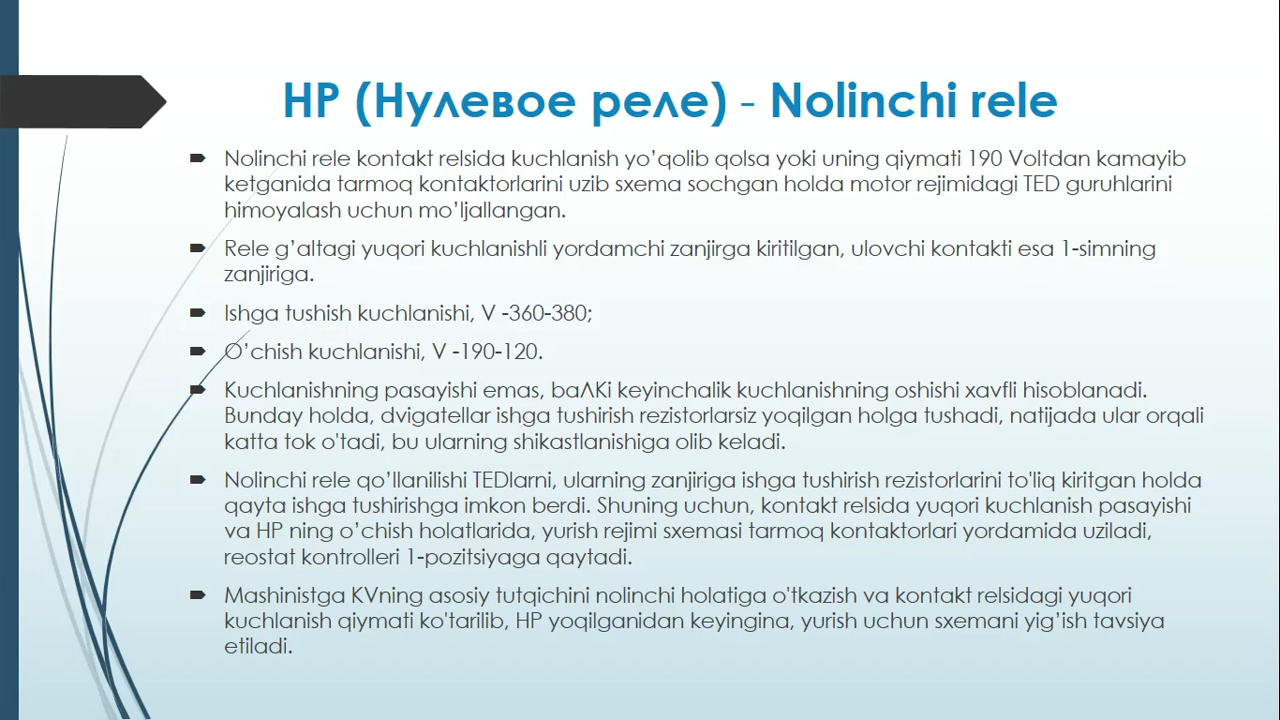 НР (Нулевое реле) - Nolinchi rele
Nolinchi rele kontakt relsida kuchlanish yo’qolib qolsa yoki uning qiymati 190 Voltdan kamayib
ketganida tarmoq kontaktorlarini uzib sxema sochgan holda motor rejimidagi TED guruhlarini
himoyalash uchun mo’ljallangan.
Rele g’altagi yuqori kuchlanishli yordamchi zanjirga kiritilgan, ulovchi kontakti esa 1-simning
zanjiriga.
Ishga tushish kuchlanishi, V -360-380;
O’chish kuchlanishi, V -190-120.
Kuchlanishning pasayishi emas, baΛKi keyinchalik kuchlanishning oshishi xavfli hisoblanadi.
Bunday holda, dvigatellar ishga tushirish rezistorlarsiz yoqilgan holga tushadi, natijada ular orqali
katta tok o'tadi, bu ularning shikastlanishiga olib keladi.
Nolinchi rele qo’llanilishi TEDlarni, ularning zanjiriga ishga tushirish rezistorlarini to'liq kiritgan holda
qayta ishga tushirishga imkon berdi. Shuning uchun, kontakt relsida yuqori kuchlanish pasayishi
va НР ning o’chish holatlarida, yurish rejimi sxemasi tarmoq kontaktorlari yordamida uziladi,
reostat kontrolleri 1-pozitsiyaga qaytadi.
Mashinistga KVning asosiy tutqichini nolinchi holatiga o'tkazish va kontakt relsidagi yuqori
kuchlanish qiymati ko'tarilib, НР yoqilganidan keyingina, yurish uchun sxemani yig’ish tavsiya
etiladi.